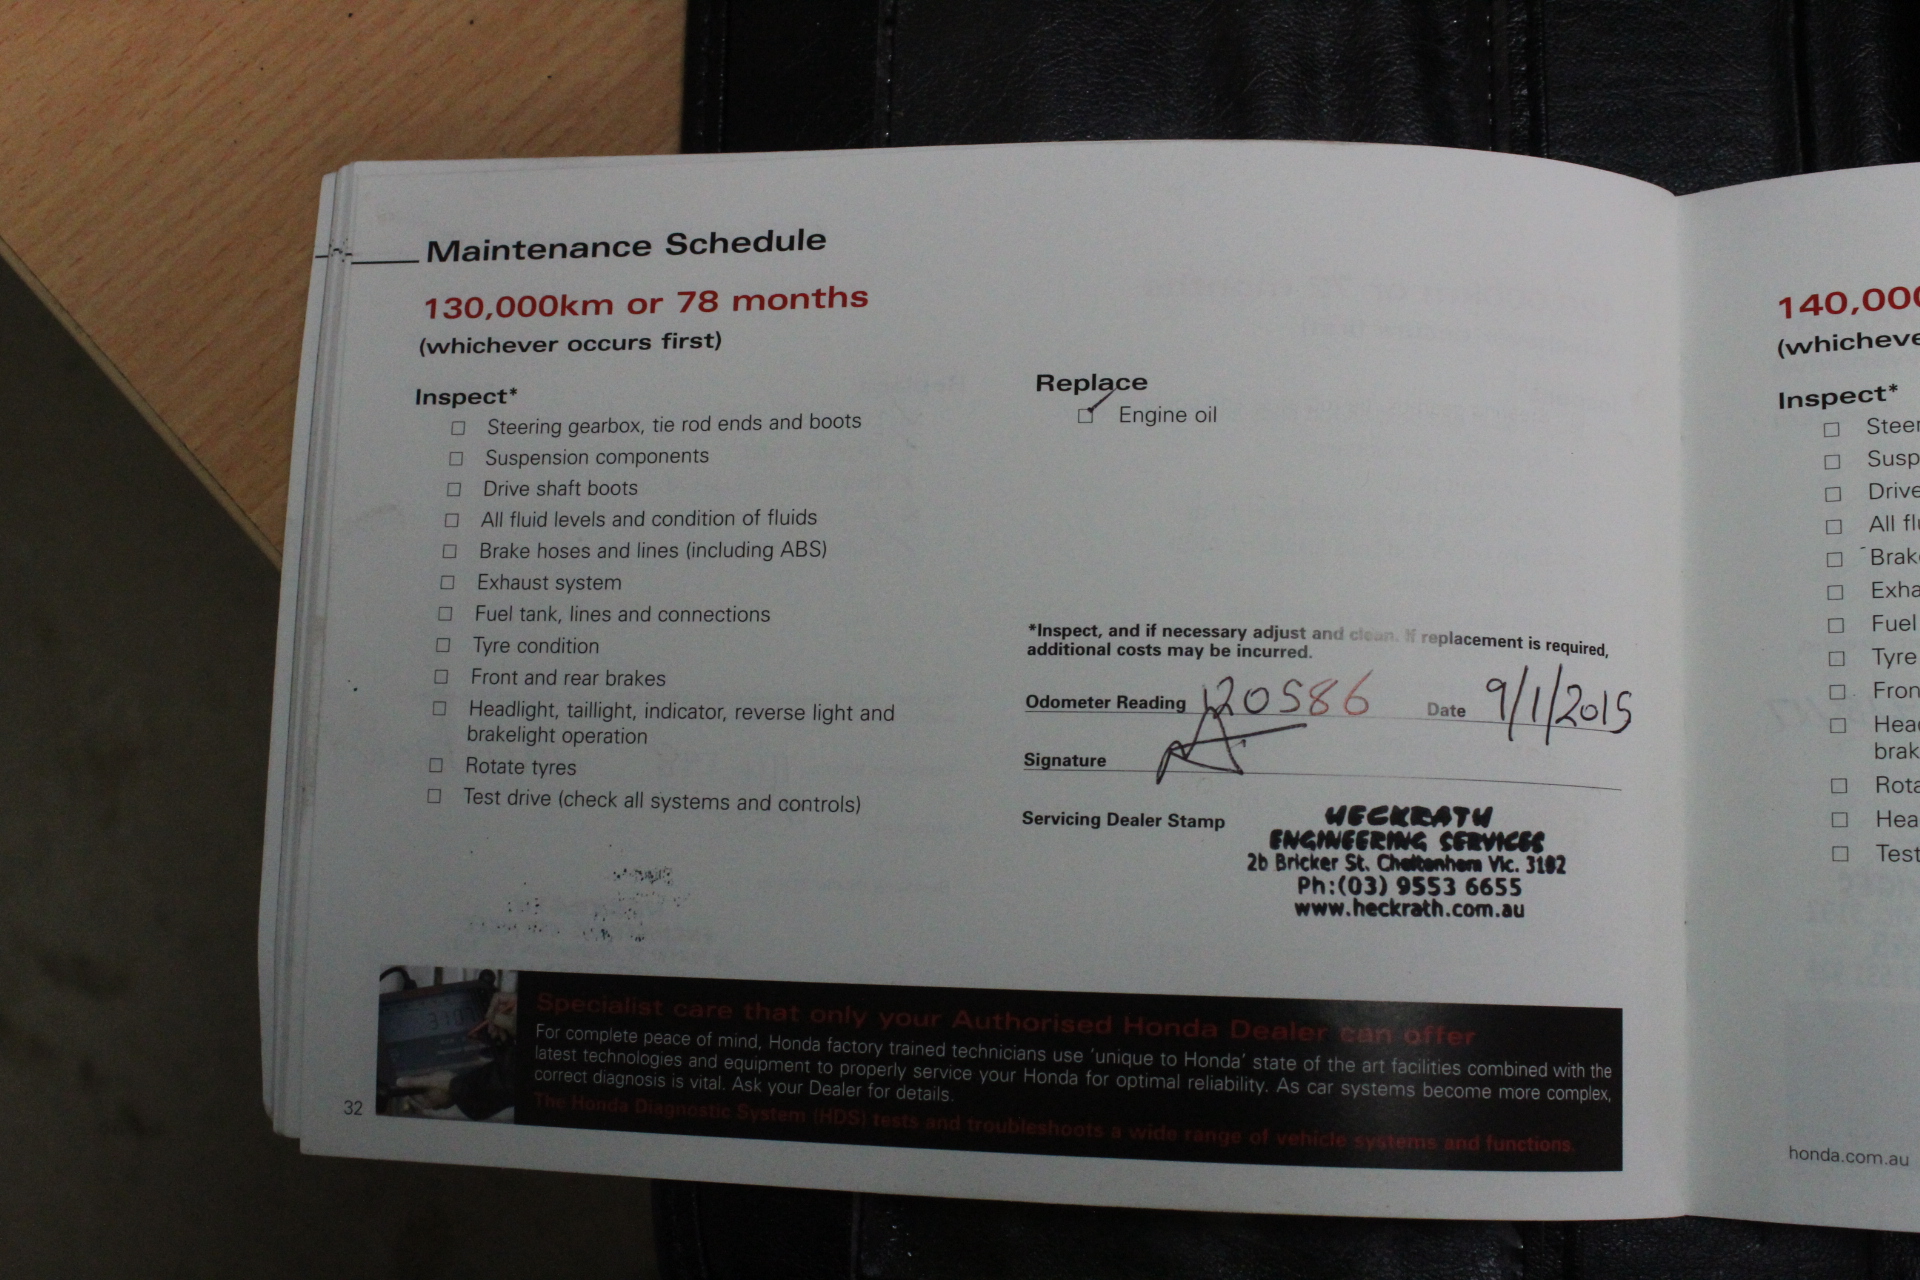 Maintenance Schedule
130,000km or 78 months
(whichever occurs first)
Inspect*
Steering gearbox, tie rod ends and boots
Suspension components
Drive shaft boots
All fluid levels and condition of fluids
Brake hoses and lines (including ABS)
Exhaust system
Fuel tank, lines and connections
Tyre condition
Front and rear brakes
Headlight, taillight, indicator, reverse light and
brakelight operation
Rotate tyres
Test drive (check all systems and controls)
Replace
Engine oil
*Inspect, and if necessary adjust and clean. If replacement is required,
additional costs may be incurred.
Odometer Reading 120586 Date 9/1/2015
Signature
Servicing Dealer Stamp
HECKRATH
ENGINEERING SERVICES
2b Bricker St. Cheltenham Vic. 3192
Ph:(03) 9553 6655
www.heckrath.com.au
Specialist care that only your Authorised Honda Dealer can offer
For complete peace of mind, Honda factory trained technicians use 'unique to Honda' state of the art facilities combined with the
latest technologies and equipment to properly service your Honda for optimal reliability. As car systems become more complex,
correct diagnosis is vital. Ask your Dealer for details.
The Honda Diagnostic System (HDS) tests and troubleshoots a wide range of vehicle systems and functions.
32
140,000
(whicheve
Inspect*
Steer
Susp
Drive
All flu
Brake
Exha
Fuel
Tyre
Fron
Head
brak
Rota
Hea
Test
honda.com.au